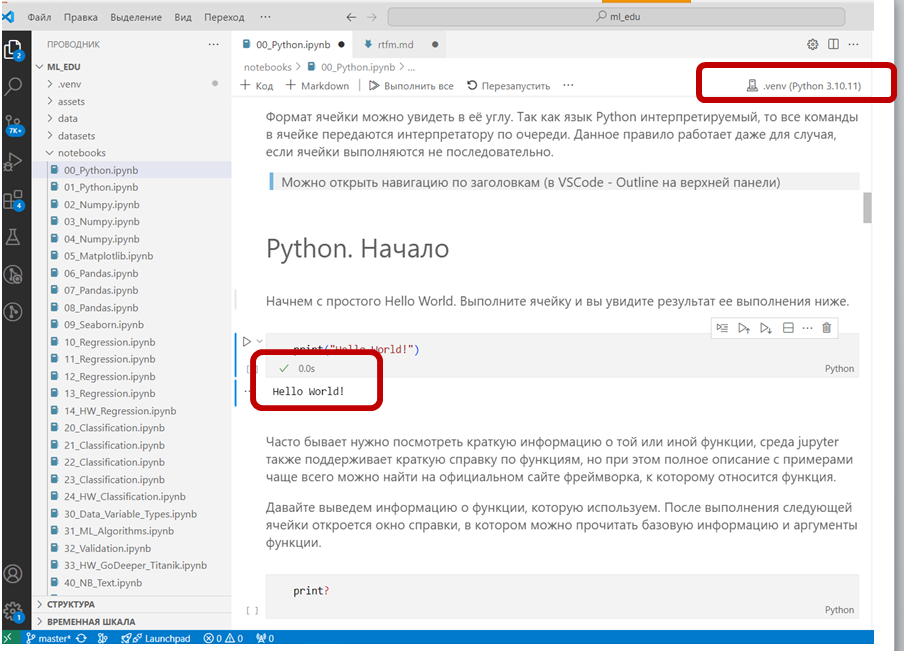 Файл Правка Выделение Вид Переход ··· ml_edu
ПРОВОДНИК ···
00_Python.ipynb ● rtfm.md ● ···
2
ML_EDU
notebooks > 00_Python.ipynb > ...
.venv
+ Код + Markdown Выполнить все Перезапустить ··· .venv (Python 3.10.11)
assets
data
datasets
notebooks
7K+
4
1
00_Python.ipynb
01_Python.ipynb
02_Numpy.ipynb
03_Numpy.ipynb
04_Numpy.ipynb
05_Matplotlib.ipynb
06_Pandas.ipynb
07_Pandas.ipynb
08_Pandas.ipynb
09_Seaborn.ipynb
10_Regression.ipynb
11_Regression.ipynb
12_Regression.ipynb
13_Regression.ipynb
14_HW_Regression.ipynb
20_Classification.ipynb
21_Classification.ipynb
22_Classification.ipynb
23_Classification.ipynb
24_HW_Classification.ipynb
30_Data_Variable_Types.ipynb
31_ML_Algorithms.ipynb
32_Validation.ipynb
33_HW_GoDeeper_Titanik.ipynb
40_NB_Text.ipynb
СТРУКТУРА
ВРЕМЕННАЯ ШКАЛА
Формат ячейки можно увидеть в её углу. Так как язык Python интерпретируемый, то все команды
в ячейке передаются интерпретатору по очереди. Данное правило работает даже для случая,
если ячейки выполняются не последовательно.
Можно открыть навигацию по заголовкам (в VSCode - Outline на верхней панели)
Python. Начало
Начнем с простого Hello World. Выполните ячейку и вы увидите результат ее выполнения ниже.
print("Hello World!")
[ ] ✓ 0.0s Python
··· Hello World!
Часто бывает нужно посмотреть краткую информацию о той или иной функции, среда jupyter
также поддерживает краткую справку по функциям, но при этом полное описание с примерами
чаще всего можно найти на официальном сайте фреймворка, к которому относится функция.
Давайте выведем информацию о функции, которую используем. После выполнения следующей
ячейки откроется окно справки, в котором можно прочитать базовую информацию и аргументы
функции.
print?
[ ] Python
master* Launchpad 0 0 0